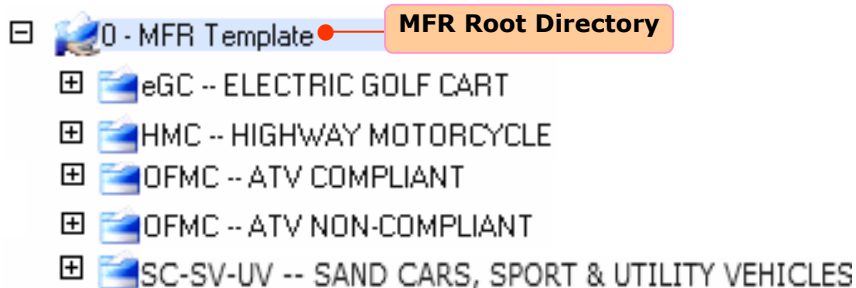 0 - MFR Template MFR Root Directory
eGC -- ELECTRIC GOLF CART
HMC -- HIGHWAY MOTORCYCLE
OFMC -- ATV COMPLIANT
OFMC -- ATV NON-COMPLIANT
SC-SV-UV -- SAND CARS, SPORT & UTILITY VEHICLES